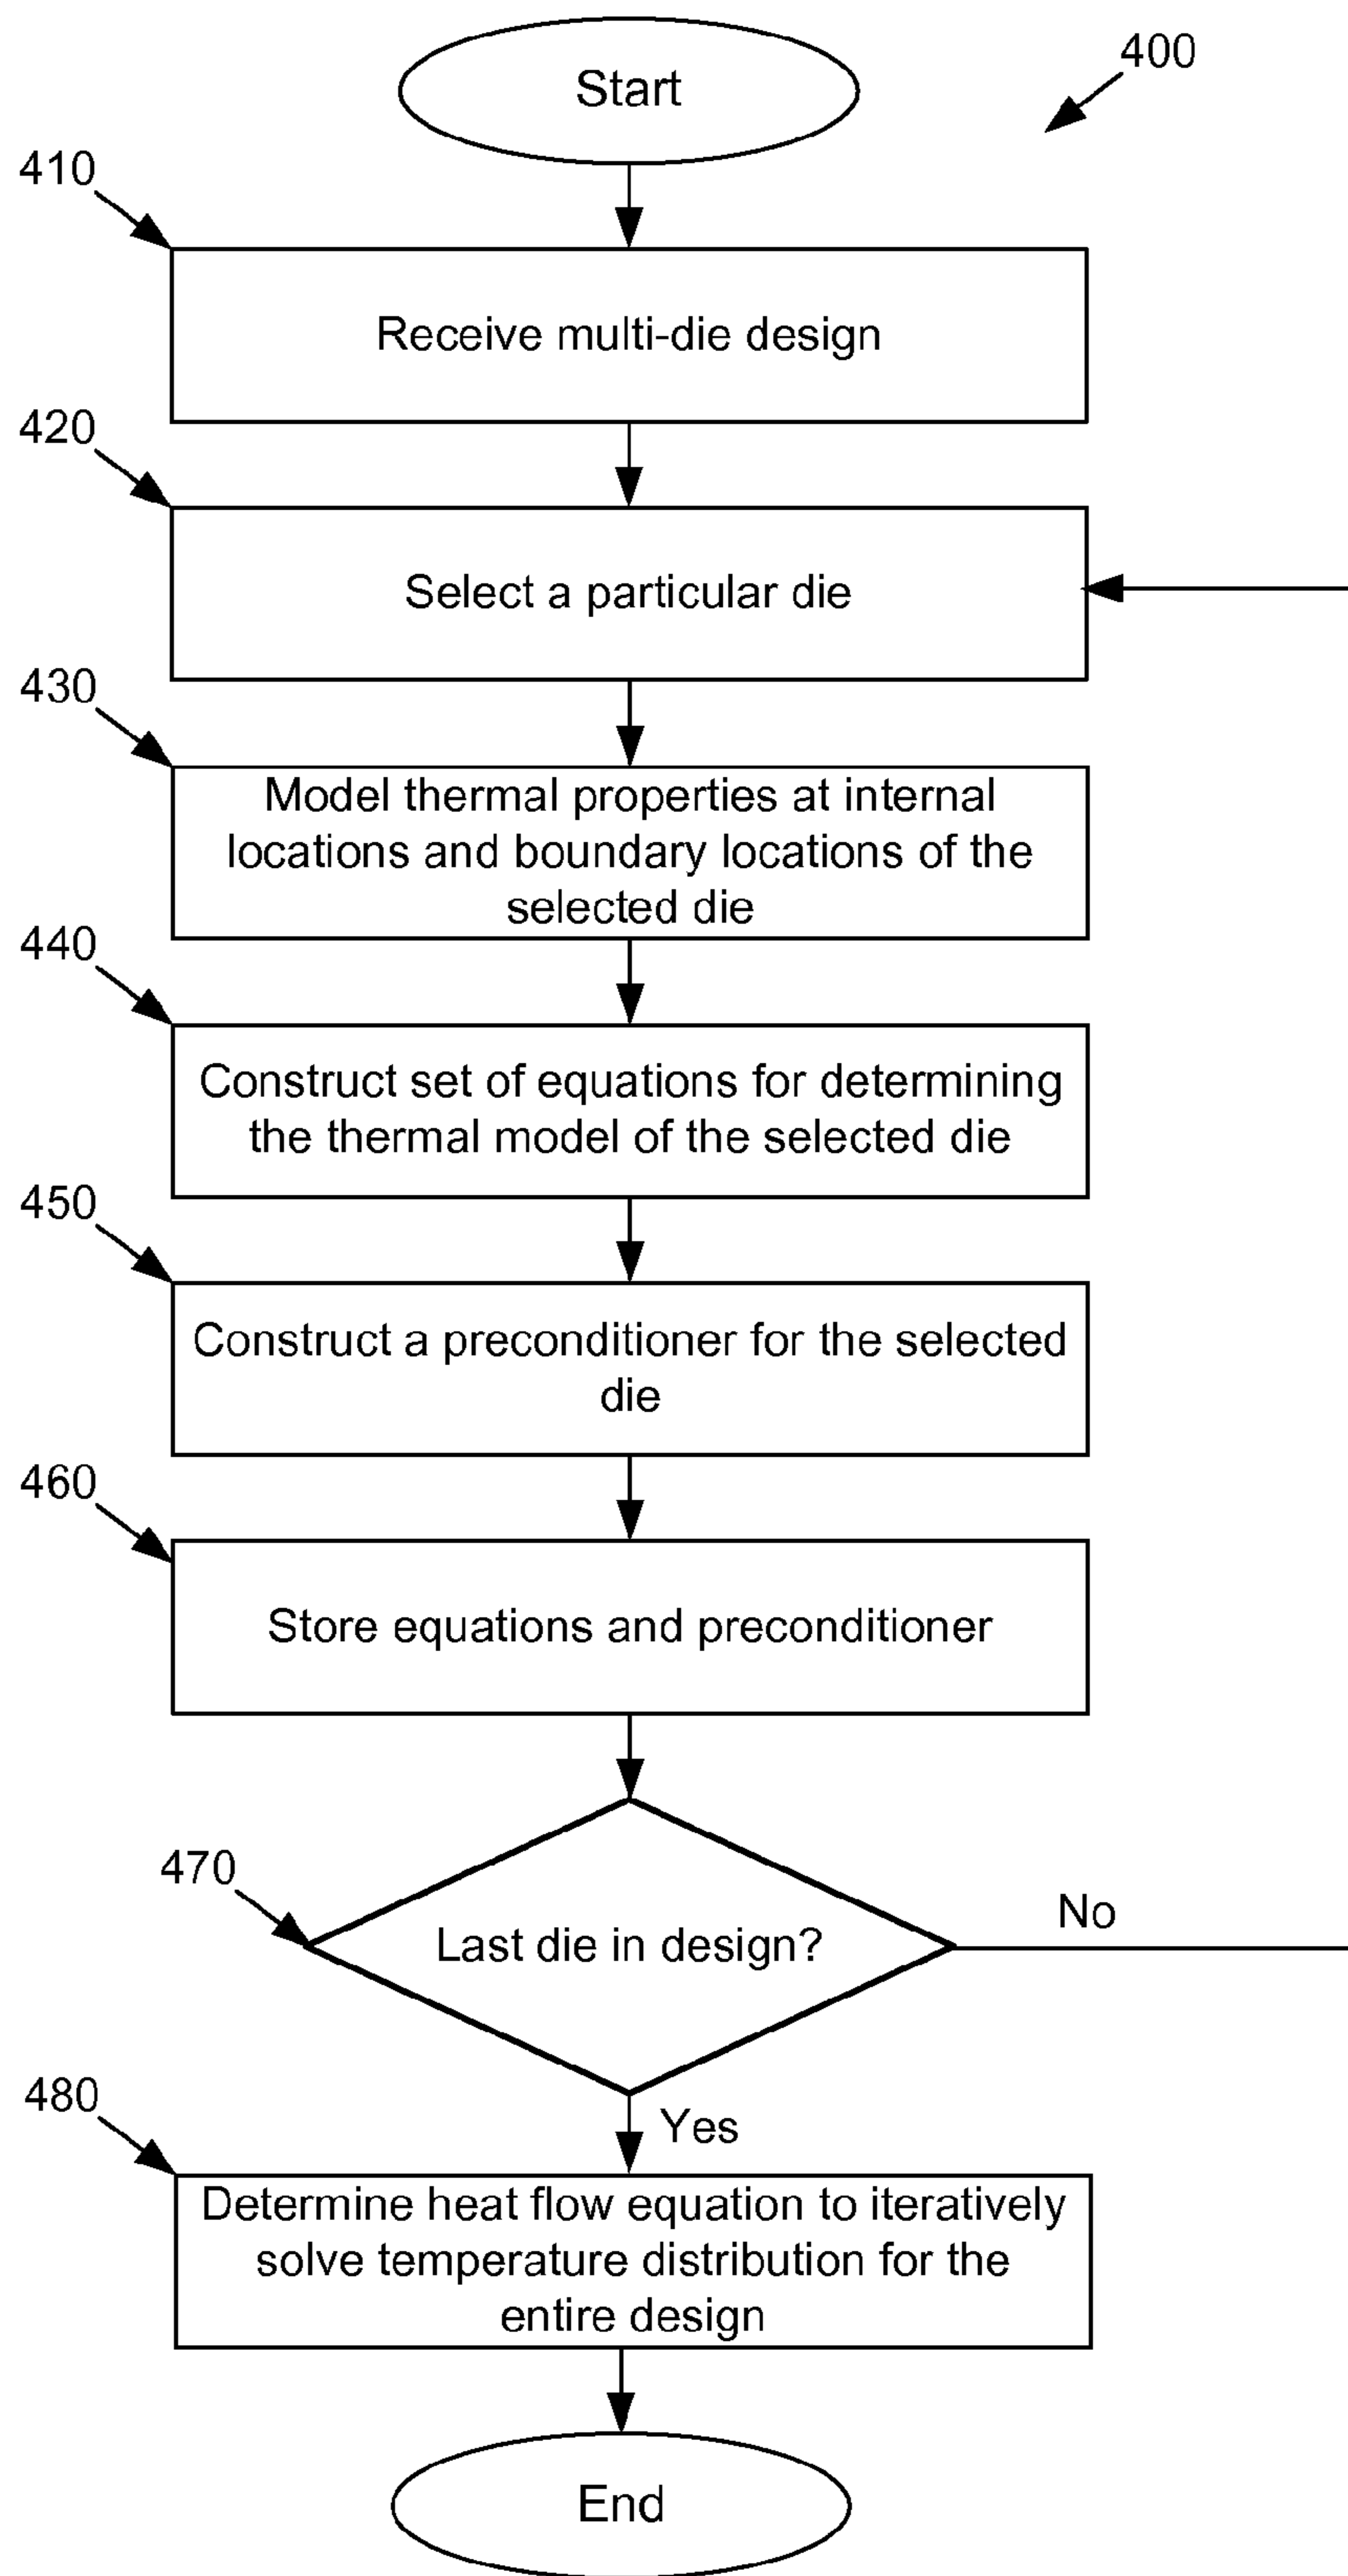 Start
400
410
Receive multi-die design
420
Select a particular die
430
Model thermal properties at internal
locations and boundary locations of the
selected die
440
Construct set of equations for determining
the thermal model of the selected die
450
Construct a preconditioner for the selected
die
460
Store equations and preconditioner
470
Last die in design?
No
Yes
480
Determine heat flow equation to iteratively
solve temperature distribution for the
entire design
End